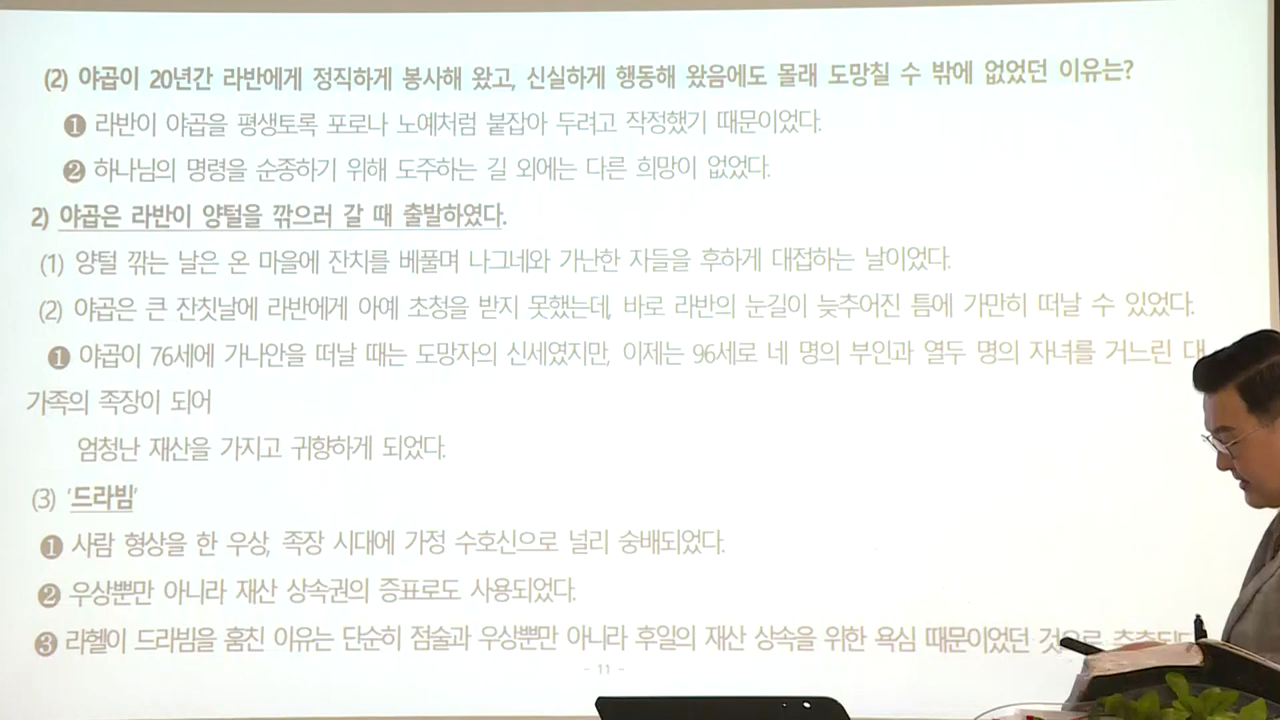 (2) 야곱이 20년간 라반에게 정직하게 봉사해 왔고, 신실하게 행동해 왔음에도 몰래 도망칠 수 밖에 없었던 이유는?
❶ 라반이 야곱을 평생토록 포로나 노예처럼 붙잡아 두려고 작정했기 때문이었다.
❷ 하나님의 명령을 순종하기 위해 도주하는 길 외에는 다른 희망이 없었다.
2) 야곱은 라반이 양털을 깎으러 갈 때 출발하였다.
(1) 양털 깎는 날은 온 마을에 잔치를 베풀며 나그네와 가난한 자들을 후하게 대접하는 날이었다.
(2) 야곱은 큰 잔칫날에 라반에게 아예 초청을 받지 못했는데, 바로 라반의 눈길이 늦추어진 틈에 가만히 떠날 수 있었다.
❶ 야곱이 76세에 가나안을 떠날 때는 도망자의 신세였지만, 이제는 96세로 네 명의 부인과 열두 명의 자녀를 거느린 대
가족의 족장이 되어
엄청난 재산을 가지고 귀향하게 되었다.
(3) '드라빔'
❶ 사람 형상을 한 우상, 족장 시대에 가정 수호신으로 널리 숭배되었다.
❷ 우상뿐만 아니라 재산 상속권의 증표로도 사용되었다.
❸ 라헬이 드라빔을 훔친 이유는 단순히 점술과 우상뿐만 아니라 후일의 재산 상속을 위한 욕심 때문이었던 것으로
- 11 -